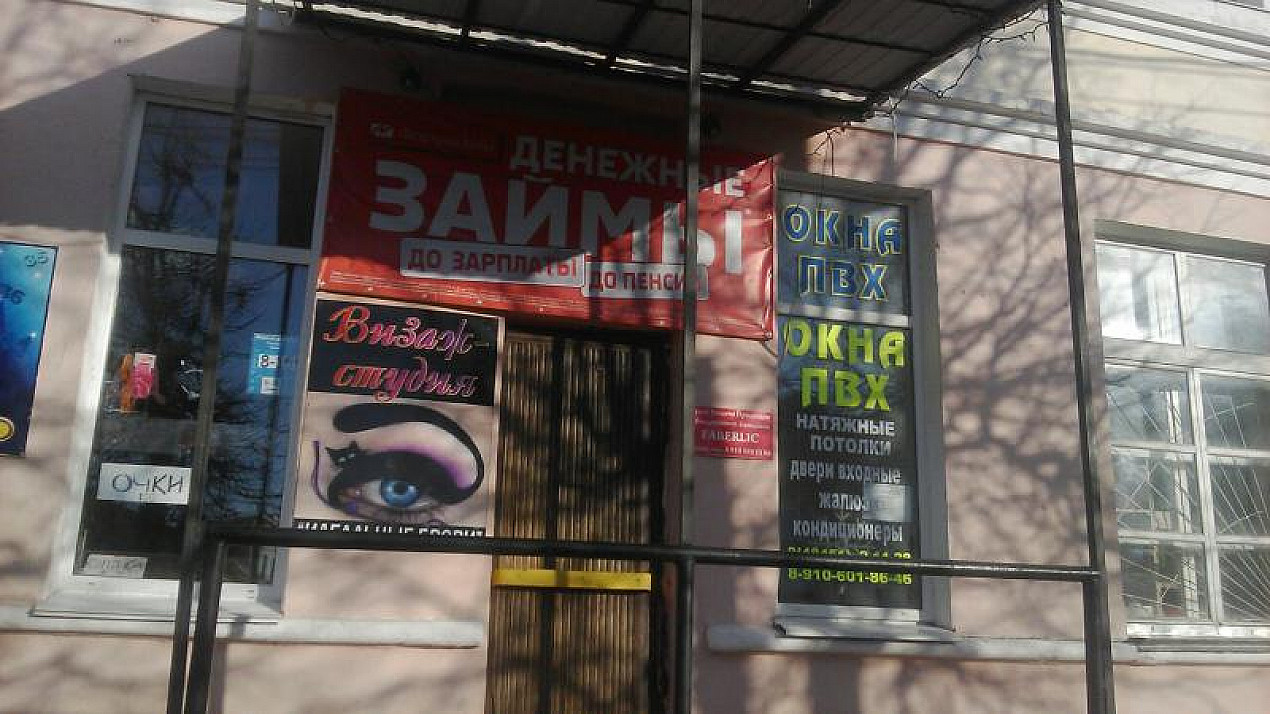 ДЕНЕЖНЫЕ
ЗАЙМЫ
ДО ЗАРПЛАТЫ
ДО ПЕНСИИ
Визаж-
студия
ОЧКИ
FABERLIC
ОКНА
ПВХ
ОКНА
ПВХ
НАТЯЖНЫЕ
ПОТОЛКИ
двери входные
жалюзи
кондиционеры
8-910-601-86-46